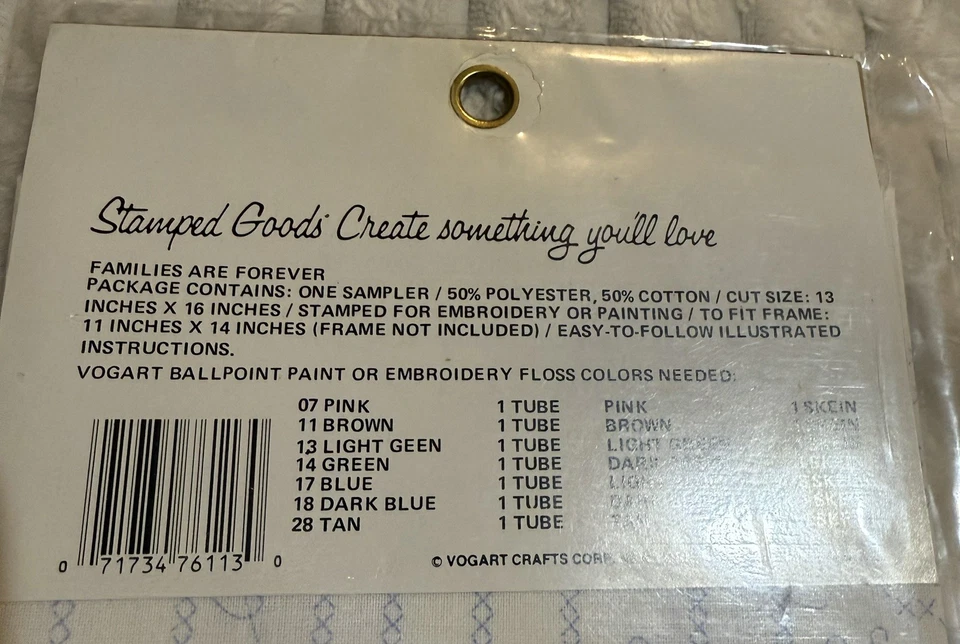 Stamped Goods Create something you'll love
FAMILIES ARE FOREVER
PACKAGE CONTAINS: ONE SAMPLER / 50% POLYESTER, 50% COTTON / CUT SIZE: 13
INCHES X 16 INCHES / STAMPED FOR EMBROIDERY OR PAINTING / TO FIT FRAME:
11 INCHES X 14 INCHES (FRAME NOT INCLUDED) / EASY-TO-FOLLOW ILLUSTRATED
INSTRUCTIONS.
VOGART BALLPOINT PAINT OR EMBROIDERY FLOSS COLORS NEEDED:
07 PINK 1 TUBE PINK 1 SKEIN
11 BROWN 1 TUBE BROWN
13 LIGHT GEEN 1 TUBE LIGHT
14 GREEN 1 TUBE
17 BLUE 1 TUBE
18 DARK BLUE 1 TUBE
28 TAN 1 TUBE
0 71734 76113 0
© VOGART CRAFTS CORP.